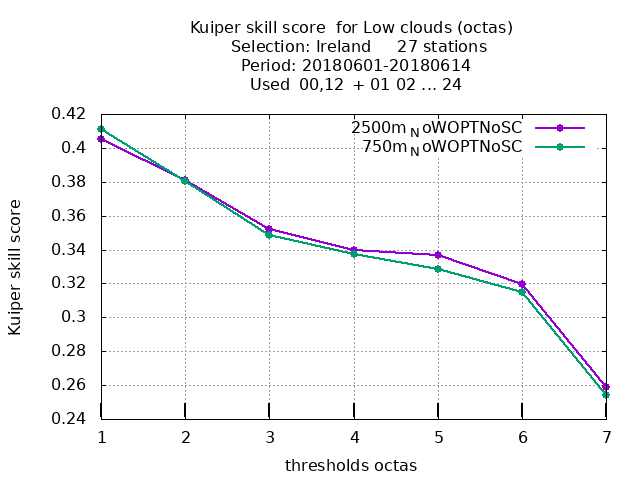 Kuiper skill score  for Low clouds (octas)
Selection: Ireland     27 stations
Period: 20180601-20180614
Used  00,12  + 01 02 ... 24
2500m_NoWOPTNoSC
750m_NoWOPTNoSC
Kuiper skill score
0.42
0.4
0.38
0.36
0.34
0.32
0.3
0.28
0.26
0.24
1 2 3 4 5 6 7
thresholds octas